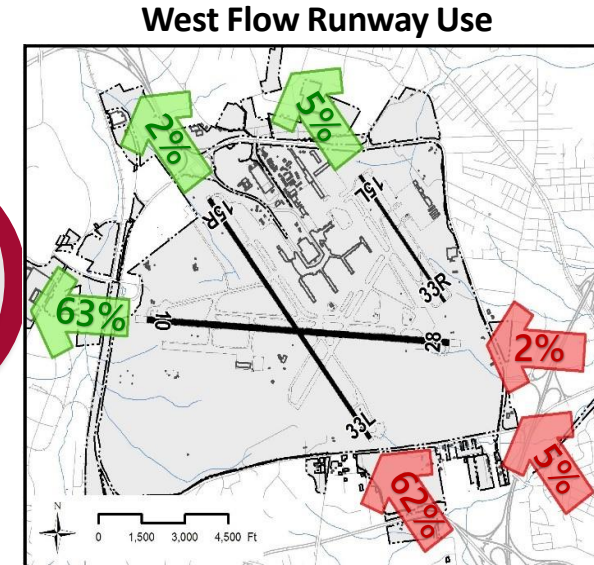 West Flow Runway Use
2%
5%
15R
15L
33R
63%
10
28
2%
33L
5%
62%
N
0 1,500 3,000 4,500 Ft